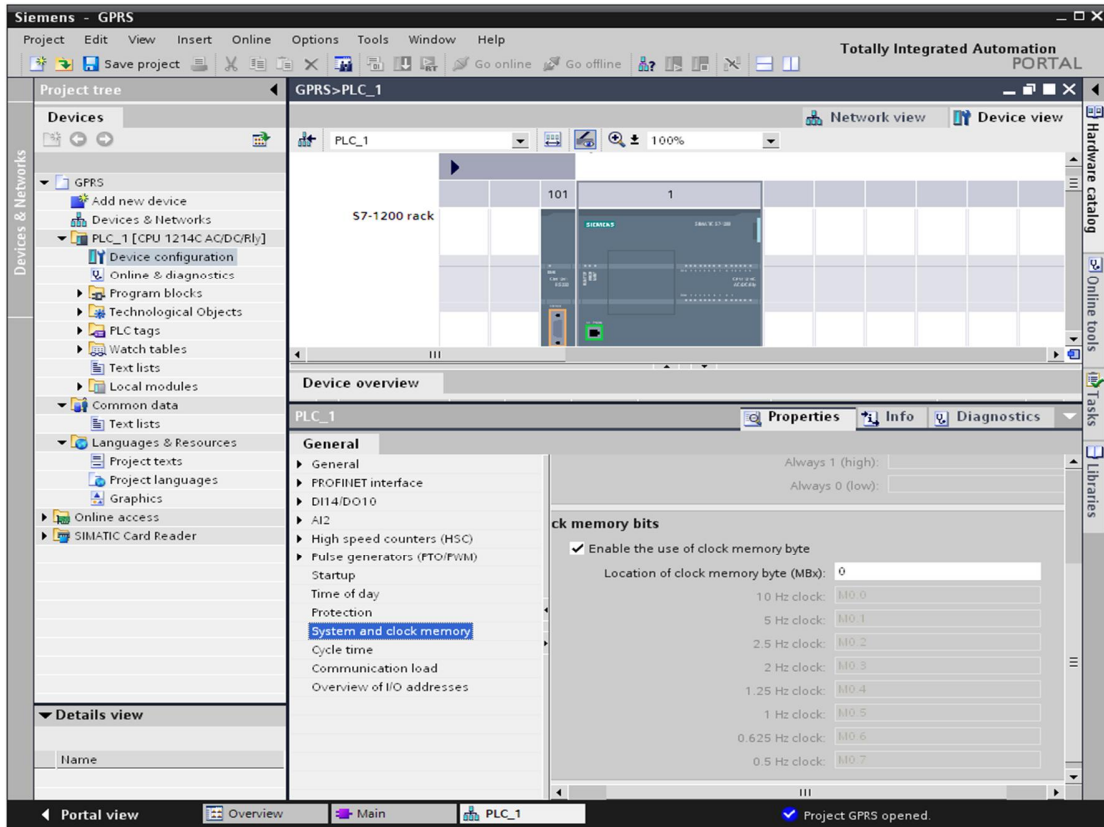 Siemens - GPRS
Project Edit View Insert Online Options Tools Window Help
Save project Go online Go offline
Totally Integrated Automation
PORTAL
Project tree
GPRS>PLC_1
Devices
Network view Device view
PLC_1 100%
Devices & Networks
GPRS
Add new device
Devices & Networks
PLC_1 [CPU 1214C AC/DC/Rly]
Device configuration
Online & diagnostics
Program blocks
Technological Objects
PLC tags
Watch tables
Text lists
Local modules
Common data
Text lists
Languages & Resources
Project texts
Project languages
Graphics
Online access
SIMATIC Card Reader
Details view
Name
101 1
S7-1200 rack
SIEMENS
Device overview
PLC_1
Properties Info Diagnostics
General
General
PROFINET interface
DI14/DO10
AI2
High speed counters (HSC)
Pulse generators (PTO/PWM)
Startup
Time of day
Protection
System and clock memory
Cycle time
Communication load
Overview of I/O addresses
Always 1 (high):
Always 0 (low):
ck memory bits
Enable the use of clock memory byte
Location of clock memory byte (MBx): 0
10 Hz clock: M0.0
5 Hz clock: M0.1
2.5 Hz clock: M0.2
2 Hz clock: M0.3
1.25 Hz clock: M0.4
1 Hz clock: M0.5
0.625 Hz clock: M0.6
0.5 Hz clock: M0.7
Hardware catalog
Online tools
Tasks
Libraries
Portal view Overview Main PLC_1 Project GPRS opened.